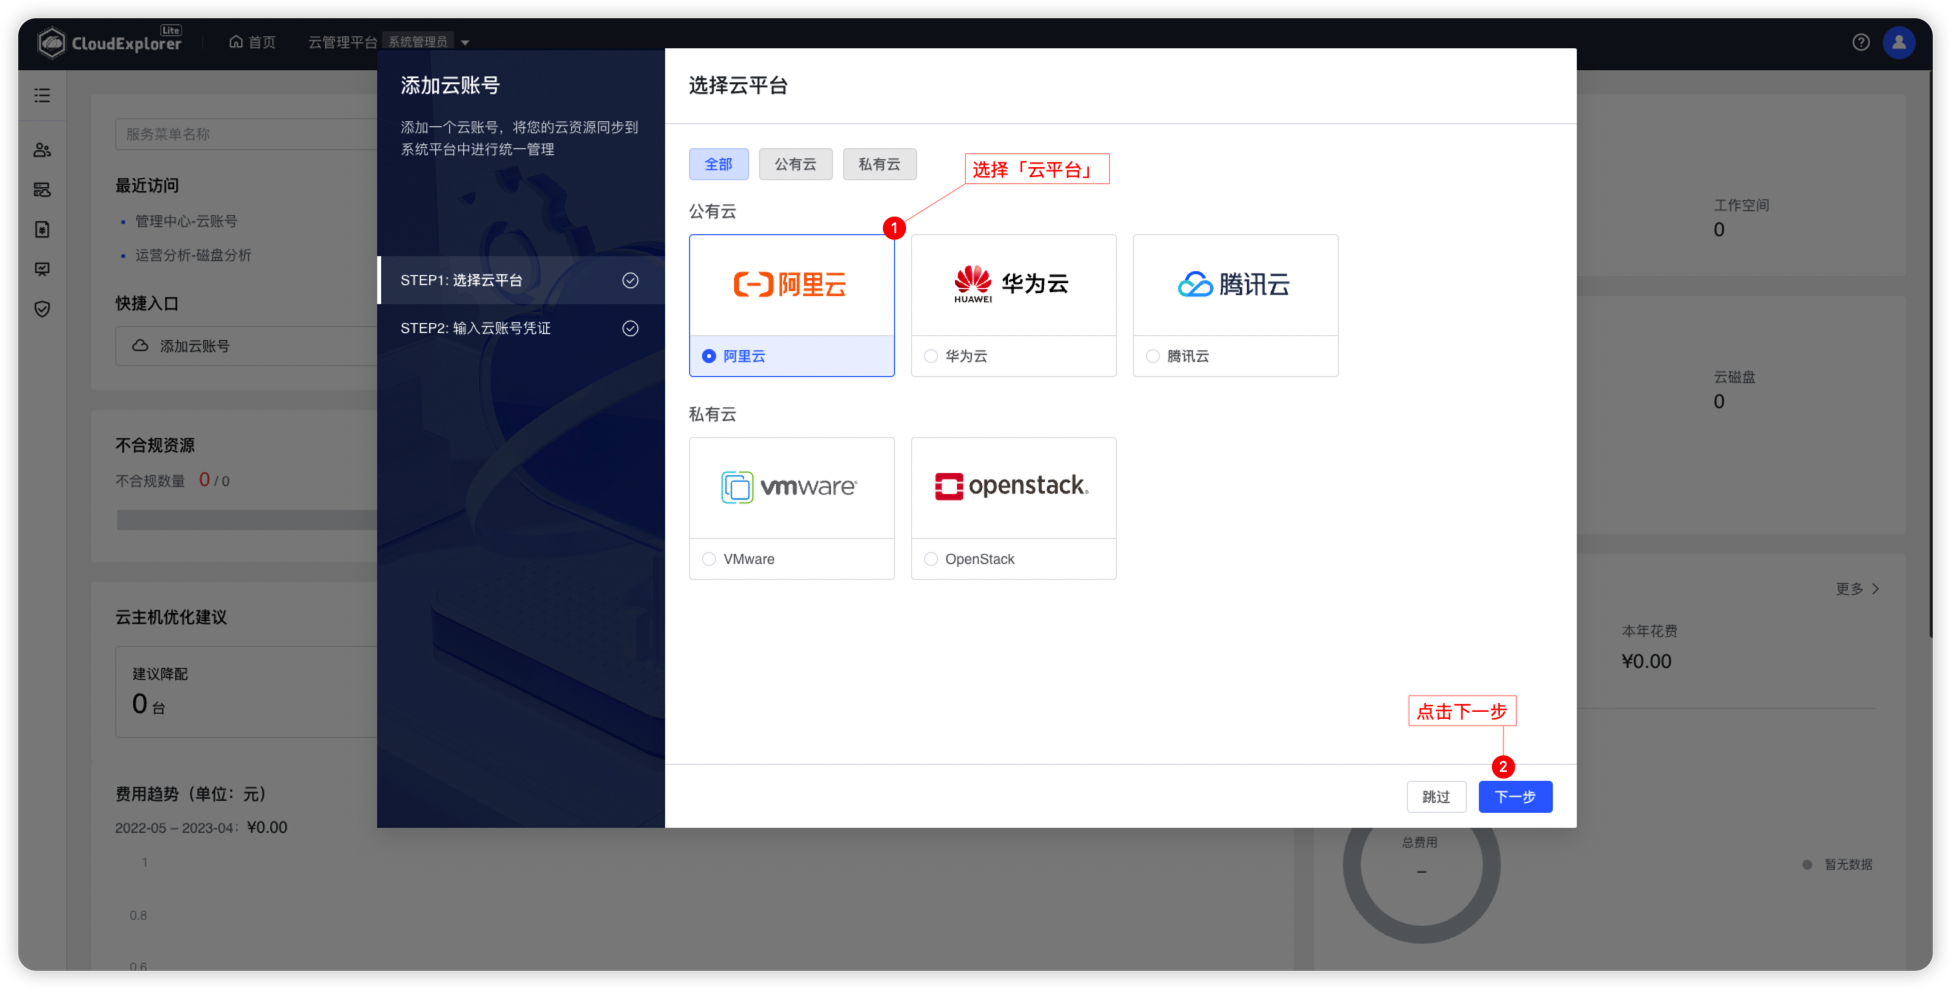 CloudExplorer
Lite
首页
云管理平台
系统管理员
服务菜单名称
最近访问
管理中心-云账号
运营分析-磁盘分析
快捷入口
添加云账号
不合规资源
不合规数量 0 / 0
云主机优化建议
建议降配
0 台
费用趋势（单位：元）
2022-05 – 2023-04：¥0.00
1
0.8
0.6
添加云账号
添加一个云账号，将您的云资源同步到
系统平台中进行统一管理
STEP1: 选择云平台
STEP2: 输入云账号凭证
选择云平台
全部
公有云
私有云
选择「云平台」
公有云
1
阿里云
HUAWEI
华为云
腾讯云
阿里云
华为云
腾讯云
私有云
vmware
openstack.
VMware
OpenStack
点击下一步
2
跳过
下一步
工作空间
0
云磁盘
0
更多
本年花费
¥0.00
总费用
–
暂无数据